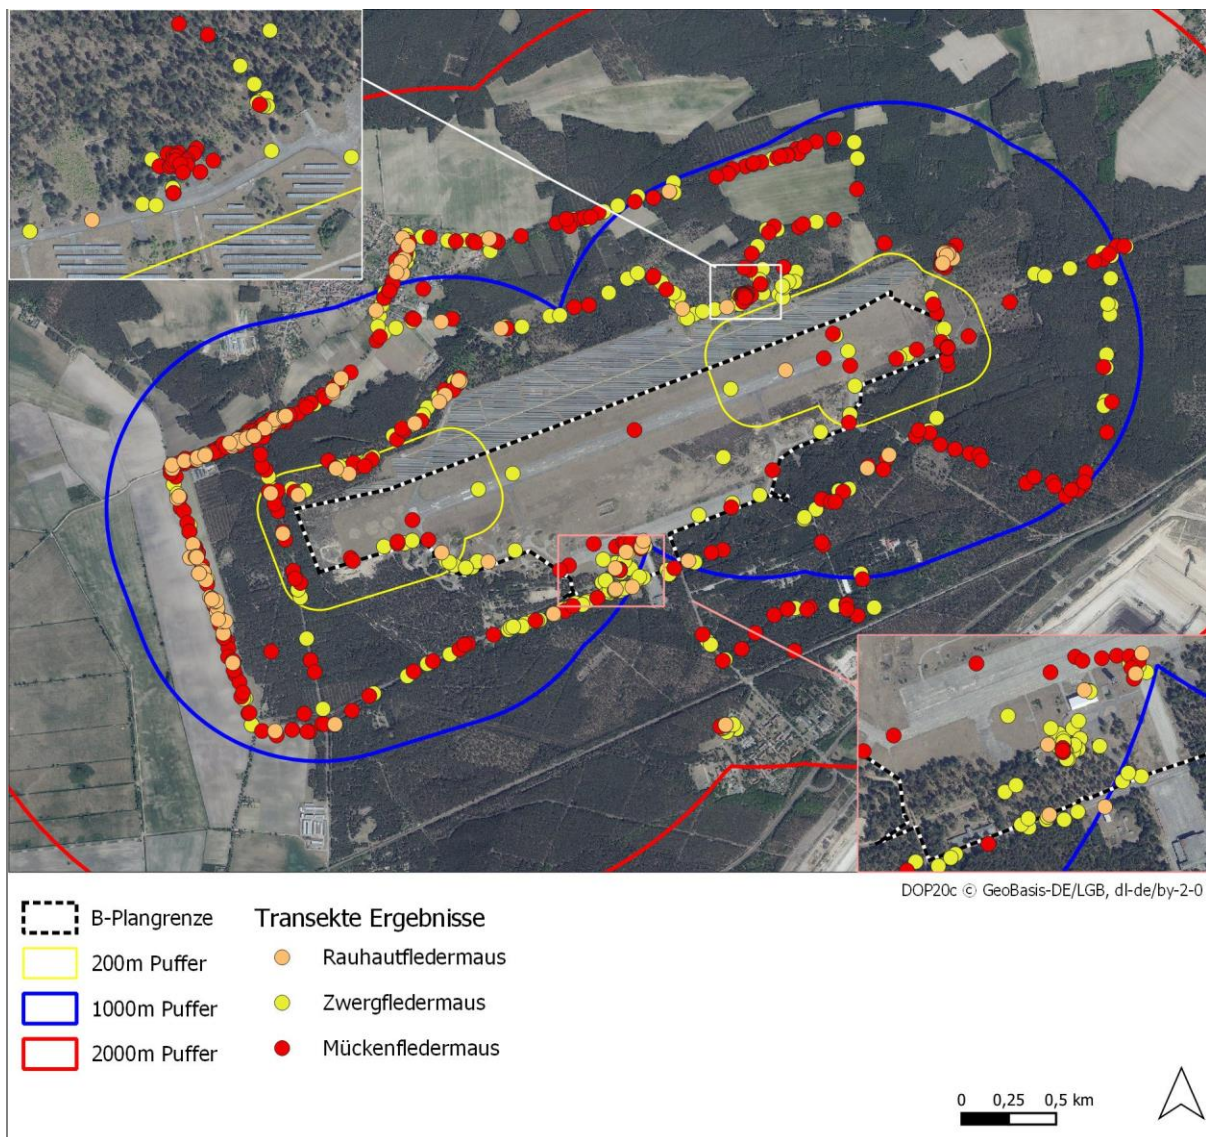 DOP20c © GeoBasis-DE/LGB, dl-de/by-2-0
B-Plangrenze
200m Puffer
1000m Puffer
2000m Puffer
Transekte Ergebnisse
Rauhautfledermaus
Zwergfledermaus
Mückenfledermaus
0 0,25 0,5 km